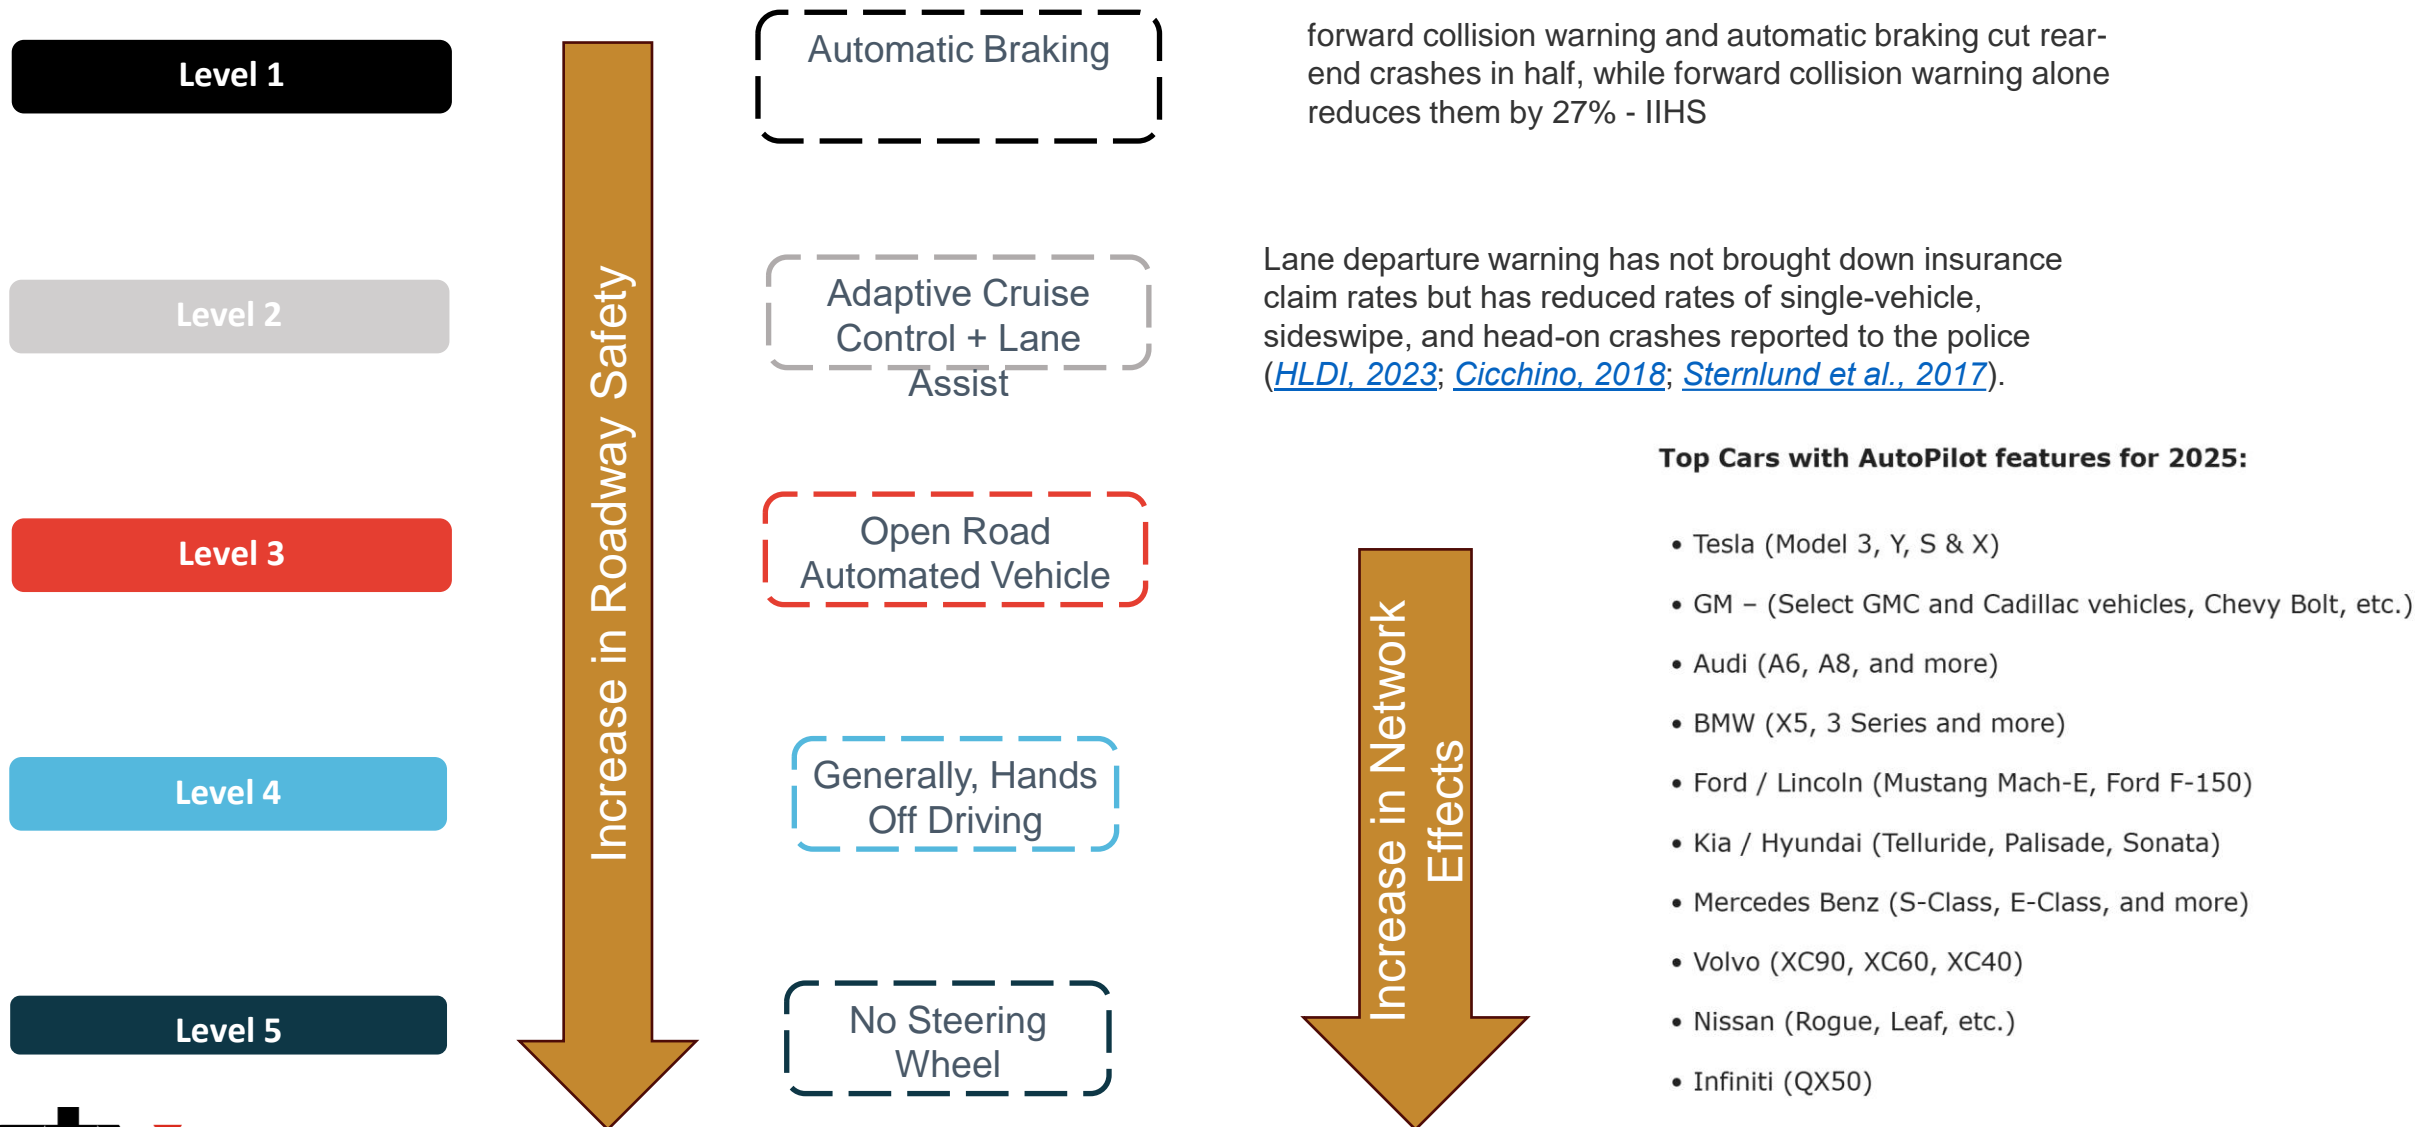 Level 1
Automatic Braking
forward collision warning and automatic braking cut rear-
end crashes in half, while forward collision warning alone
reduces them by 27% - IIHS
Level 2
Adaptive Cruise
Control + Lane
Assist
Lane departure warning has not brought down insurance
claim rates but has reduced rates of single-vehicle,
sideswipe, and head-on crashes reported to the police
(HLDI, 2023; Cicchino, 2018; Sternlund et al., 2017).
Increase in Roadway Safety
Level 3
Open Road
Automated Vehicle
Level 4
Generally, Hands
Off Driving
Level 5
No Steering
Wheel
Increase in Network
Effects
Top Cars with AutoPilot features for 2025:
• Tesla (Model 3, Y, S & X)
• GM – (Select GMC and Cadillac vehicles, Chevy Bolt, etc.)
• Audi (A6, A8, and more)
• BMW (X5, 3 Series and more)
• Ford / Lincoln (Mustang Mach-E, Ford F-150)
• Kia / Hyundai (Telluride, Palisade, Sonata)
• Mercedes Benz (S-Class, E-Class, and more)
• Volvo (XC90, XC60, XC40)
• Nissan (Rogue, Leaf, etc.)
• Infiniti (QX50)